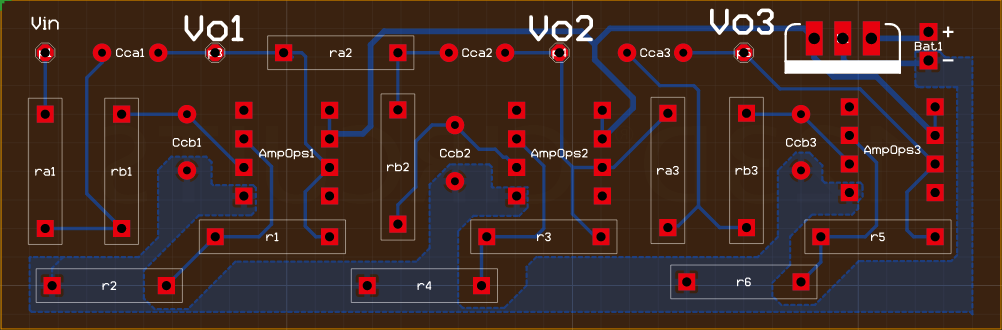 Vin
Vo1
Vo2
Vo3
+
Bat1
-
Cca1
ra2
Cca2
Cca3
Ccb1
AmpOps1
Ccb2
AmpOps2
Ccb3
AmpOps3
ra1
rb1
rb2
ra3
rb3
r1
r3
r5
r2
r4
r6